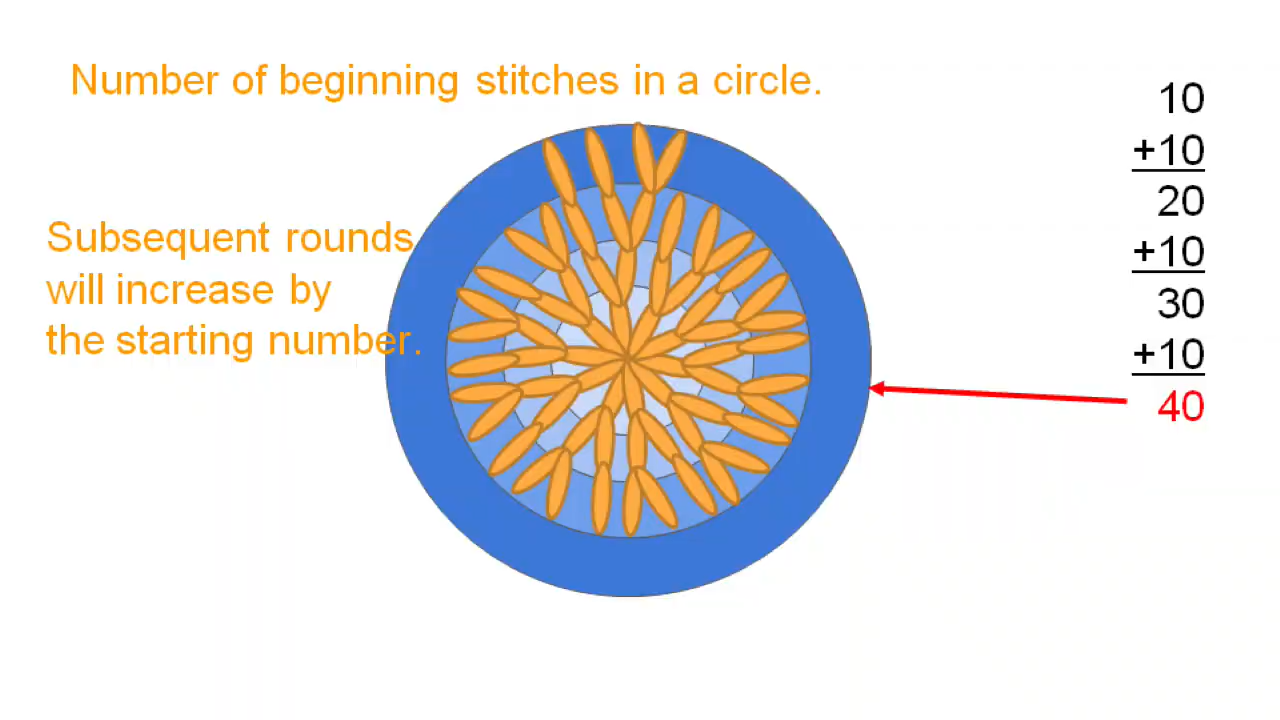 Number of beginning stitches in a circle.
Subsequent rounds
will increase by
the starting number.
10
+10
20
+10
30
+10
40